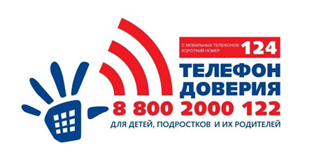 С МОБИЛЬНЫХ ТЕЛЕФОНОВ
КОРОТКИЙ НОМЕР
124
ТЕЛЕФОН
ДОВЕРИЯ
8 800 2000 122
ДЛЯ ДЕТЕЙ, ПОДРОСТКОВ И ИХ РОДИТЕЛЕЙ